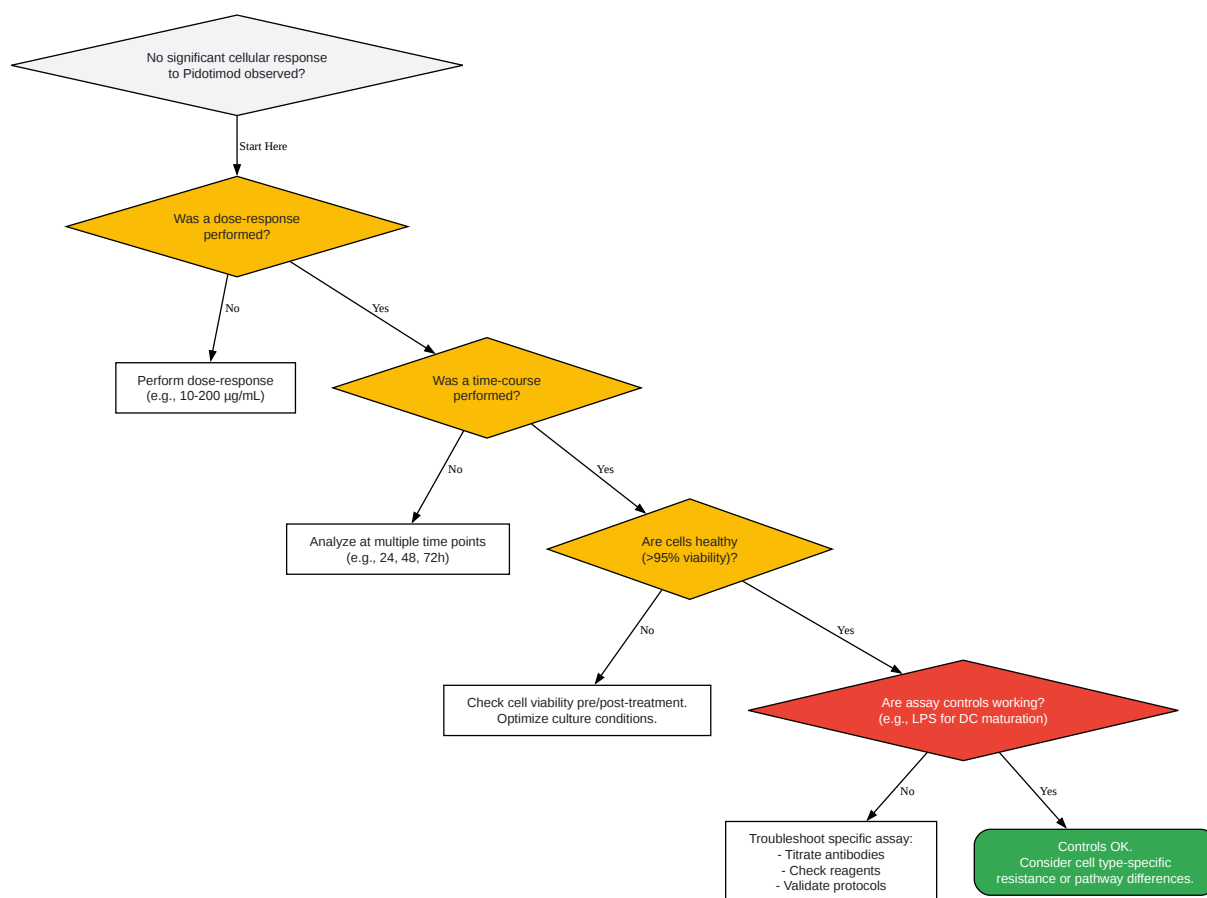 No significant cellular response
to Pidotimod observed?
Start Here
Was a dose-response
performed?
No
Yes
Perform dose-response
(e.g., 10-200 µg/mL)
Was a time-course
performed?
No
Yes
Analyze at multiple time points
(e.g., 24, 48, 72h)
Are cells healthy
(>95% viability)?
No
Yes
Check cell viability pre/post-treatment.
Optimize culture conditions.
Are assay controls working?
(e.g., LPS for DC maturation)
No
Yes
Troubleshoot specific assay:
- Titrate antibodies
- Check reagents
- Validate protocols
Controls OK.
Consider cell type-specific
resistance or pathway differences.